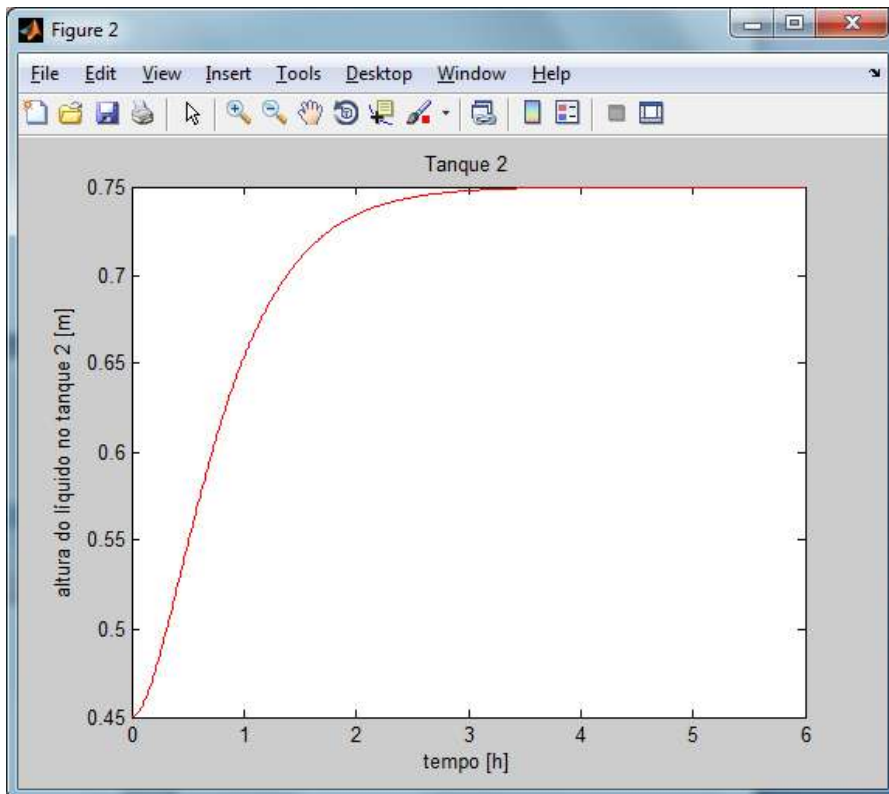 Figure 2
File Edit View Insert Tools Desktop Window Help
Tanque 2
0.75
0.7
0.65
0.6
0.55
0.5
0.45
altura do líquido no tanque 2 [m]
0 1 2 3 4 5 6
tempo [h]